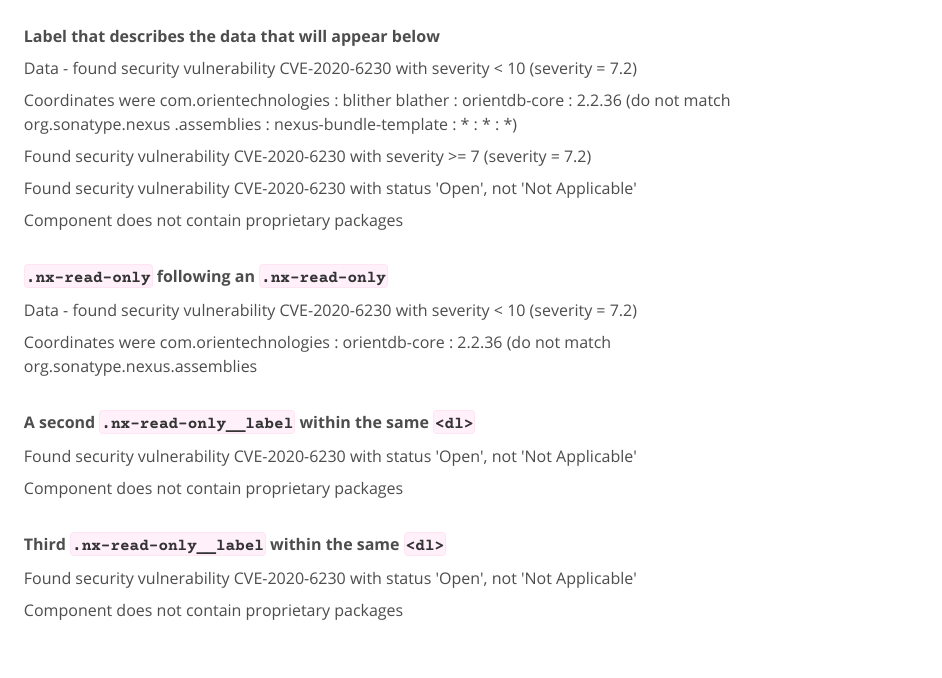 Label that describes the data that will appear below
Data - found security vulnerability CVE-2020-6230 with severity < 10 (severity = 7.2)
Coordinates were com.orientechnologies : blither blather : orientdb-core : 2.2.36 (do not match
org.sonatype.nexus .assemblies : nexus-bundle-template : * : * : *)
Found security vulnerability CVE-2020-6230 with severity >= 7 (severity = 7.2)
Found security vulnerability CVE-2020-6230 with status 'Open', not 'Not Applicable'
Component does not contain proprietary packages
.nx-read-only following an .nx-read-only
Data - found security vulnerability CVE-2020-6230 with severity < 10 (severity = 7.2)
Coordinates were com.orientechnologies : orientdb-core : 2.2.36 (do not match
org.sonatype.nexus.assemblies
A second .nx-read-only__label within the same <dl>
Found security vulnerability CVE-2020-6230 with status 'Open', not 'Not Applicable'
Component does not contain proprietary packages
Third .nx-read-only__label within the same <dl>
Found security vulnerability CVE-2020-6230 with status 'Open', not 'Not Applicable'
Component does not contain proprietary packages